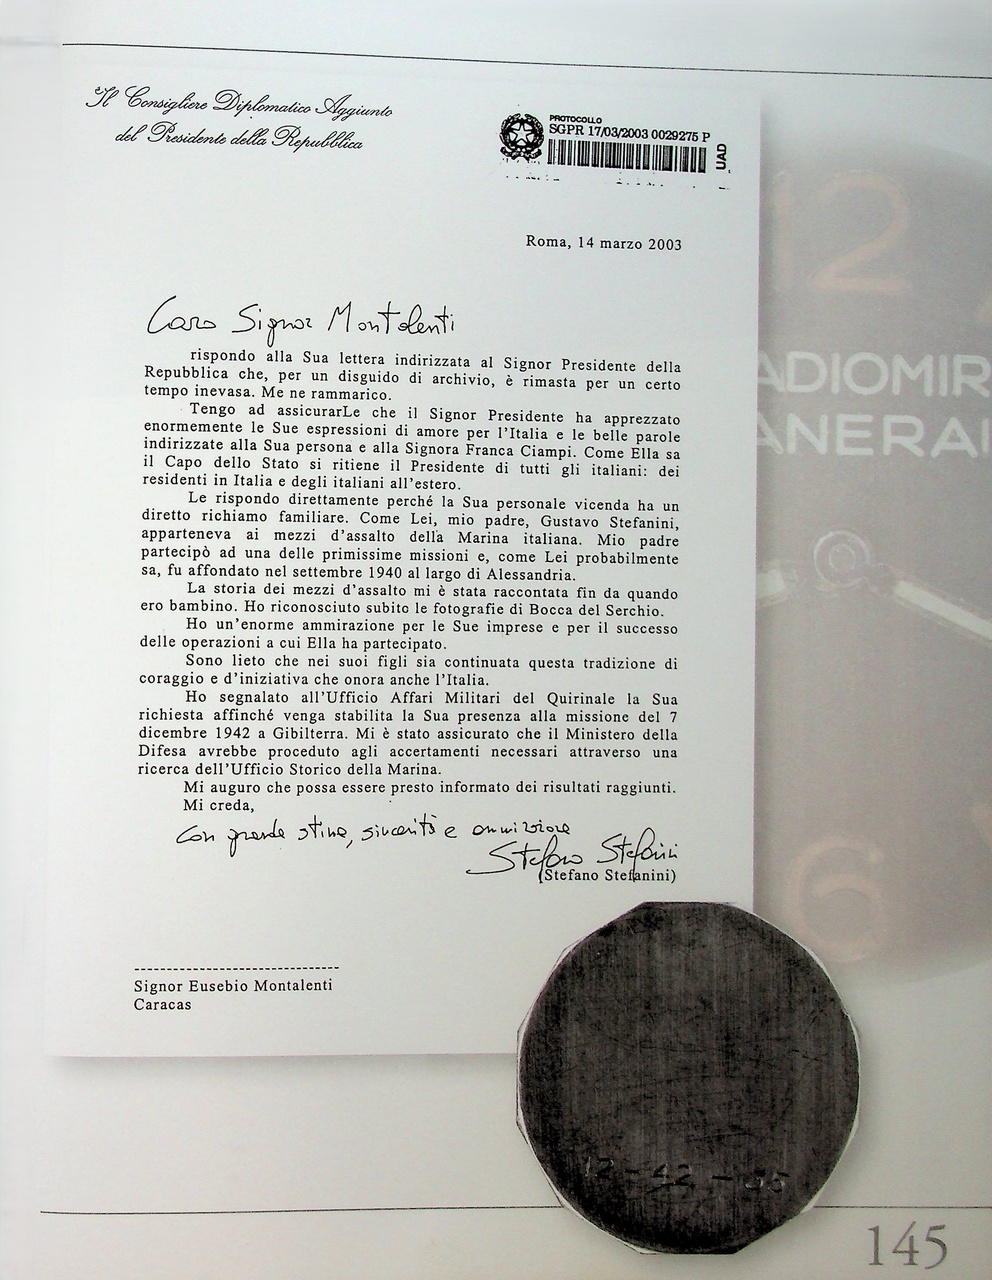 Il Consigliere Diplomatico Aggiunto
del Presidente della Repubblica
PROTOCOLLO
SGPR 17/03/2003 0029275 P
UAD
Roma, 14 marzo 2003
Caro Signor Montalenti
rispondo alla Sua lettera indirizzata al Signor Presidente della
Repubblica che, per un disguido di archivio, è rimasta per un certo
tempo inevasa. Me ne rammarico.
Tengo ad assicurarLe che il Signor Presidente ha apprezzato
enormemente le Sue espressioni di amore per l'Italia e le belle parole
indirizzate alla Sua persona e alla Signora Franca Ciampi. Come Ella sa
il Capo dello Stato si ritiene il Presidente di tutti gli italiani: dei
residenti in Italia e degli italiani all'estero.
Le rispondo direttamente perché la Sua personale vicenda ha un
diretto richiamo familiare. Come Lei, mio padre, Gustavo Stefanini,
apparteneva ai mezzi d'assalto della Marina italiana. Mio padre
partecipò ad una delle primissime missioni e, come Lei probabilmente
sa, fu affondato nel settembre 1940 al largo di Alessandria.
La storia dei mezzi d'assalto mi è stata raccontata fin da quando
ero bambino. Ho riconosciuto subito le fotografie di Bocca del Serchio.
Ho un'enorme ammirazione per le Sue imprese e per il successo
delle operazioni a cui Ella ha partecipato.
Sono lieto che nei suoi figli sia continuata questa tradizione di
coraggio e d'iniziativa che onora anche l'Italia.
Ho segnalato all'Ufficio Affari Militari del Quirinale la Sua
richiesta affinché venga stabilita la Sua presenza alla missione del 7
dicembre 1942 a Gibilterra. Mi è stato assicurato che il Ministero della
Difesa avrebbe proceduto agli accertamenti necessari attraverso una
ricerca dell'Ufficio Storico della Marina.
Mi auguro che possa essere presto informato dei risultati raggiunti.
Mi creda,
con grande stima, sincerità e ammirazione
Stefano Stefanini
(Stefano Stefanini)
Signor Eusebio Montalenti
Caracas
12
ADIOMIR
ANERAI
6
12-42-
145